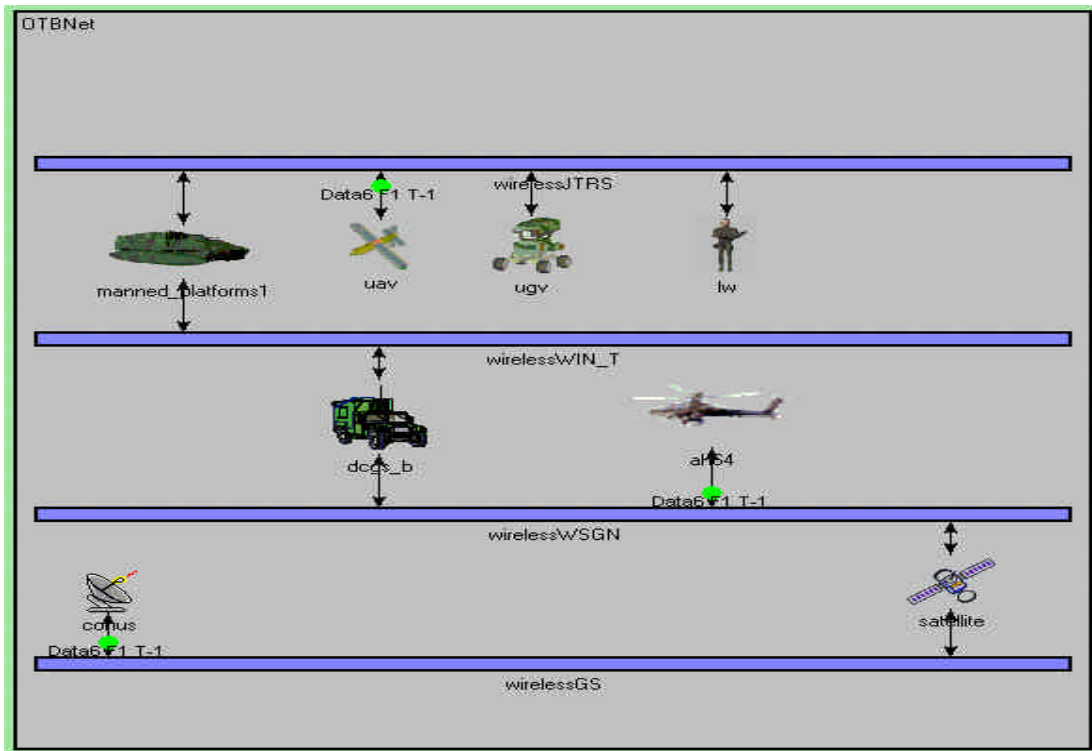 OTBNet
wirelessJTRS
Data6 F1 T-1
manned_platforms1
uav
ugv
lw
wirelessWIN_T
dcgs_b
ah64
Data6 F1 T-1
wirelessWSGN
conus
satellite
Data6 F1 T-1
wirelessGS